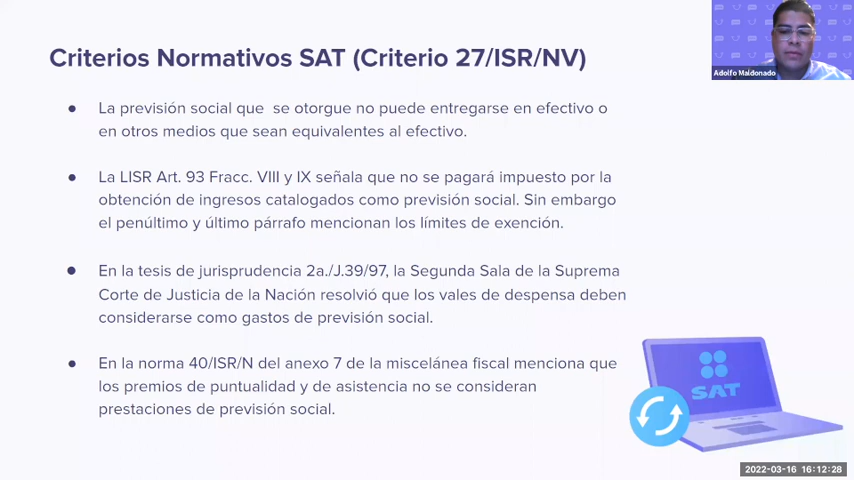 Criterios Normativos SAT (Criterio 27/ISR/NV)
Adolfo Maldonado
● La previsión social que se otorgue no puede entregarse en efectivo o
en otros medios que sean equivalentes al efectivo.
● La LISR Art. 93 Fracc. VIII y IX señala que no se pagará impuesto por la
obtención de ingresos catalogados como previsión social. Sin embargo
el penúltimo y último párrafo mencionan los límites de exención.
● En la tesis de jurisprudencia 2a./J.39/97, la Segunda Sala de la Suprema
Corte de Justicia de la Nación resolvió que los vales de despensa deben
considerarse como gastos de previsión social.
● En la norma 40/ISR/N del anexo 7 de la miscelánea fiscal menciona que
los premios de puntualidad y de asistencia no se consideran
prestaciones de previsión social.
SAT
2022-03-16 16:12:28